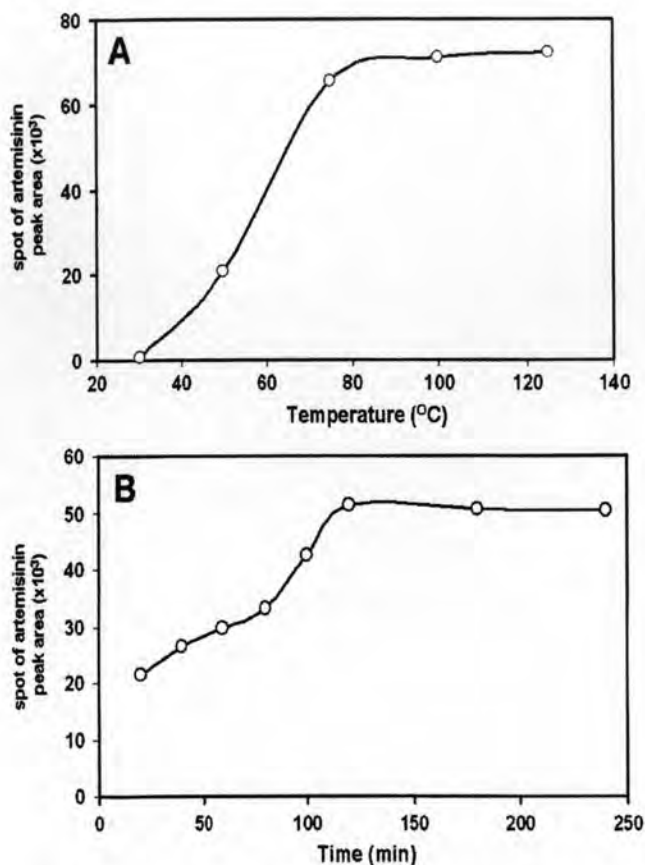 A
spot of artemisinin
peak area (x10³)
80
60
40
20
0
20 40 60 80 100 120 140
Temperature (⁰C)
B
spot of artemisinin
peak area (x10³)
60
50
40
30
20
10
0
0 50 100 150 200 250
Time (min)